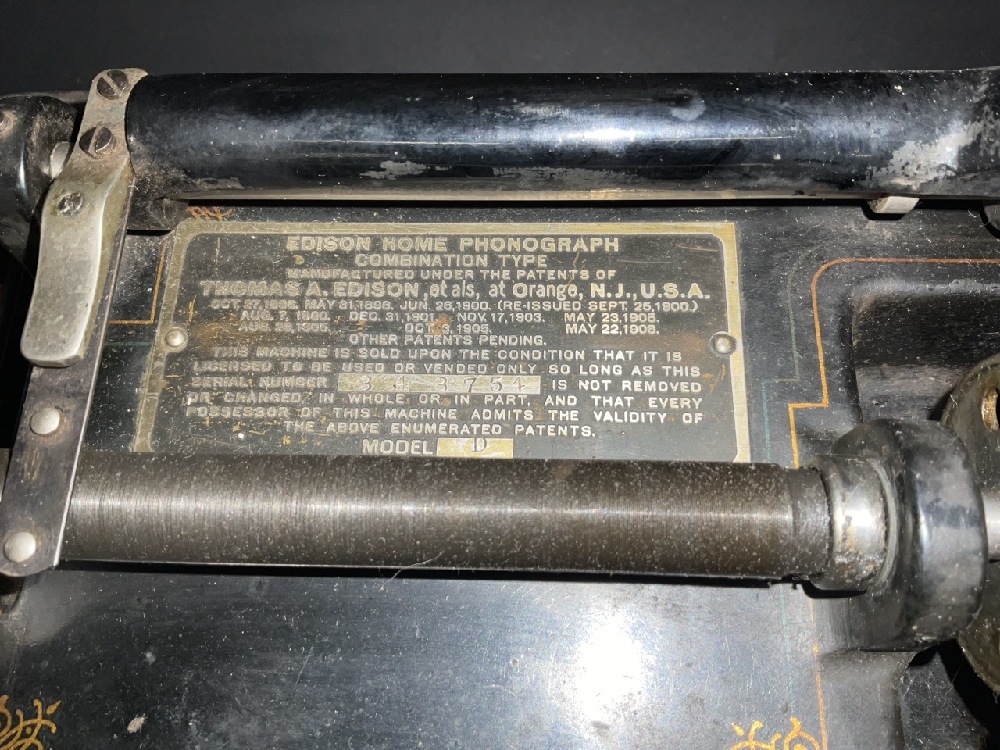 EDISON HOME PHONOGRAPH
COMBINATION TYPE
MANUFACTURED UNDER THE PATENTS OF
THOMAS A. EDISON, et als, at Orange, N.J., U.S.A.
OCT. 27, 1896. MAY 31, 1898. JUN. 26, 1900. (RE-ISSUED SEPT. 25, 1900.)
AUG. 7, 1900. DEC. 31, 1901. NOV. 17, 1903. MAY 23, 1905.
AUG. 29, 1905. OCT. 3, 1905. MAY 22, 1906.
OTHER PATENTS PENDING.
THIS MACHINE IS SOLD UPON THE CONDITION THAT IT IS
LICENSED TO BE USED OR VENDED ONLY SO LONG AS THIS
SERIAL NUMBER 343754 IS NOT REMOVED
OR CHANGED, IN WHOLE OR IN PART, AND THAT EVERY
POSSESSOR OF THIS MACHINE ADMITS THE VALIDITY OF
THE ABOVE ENUMERATED PATENTS.
MODEL D